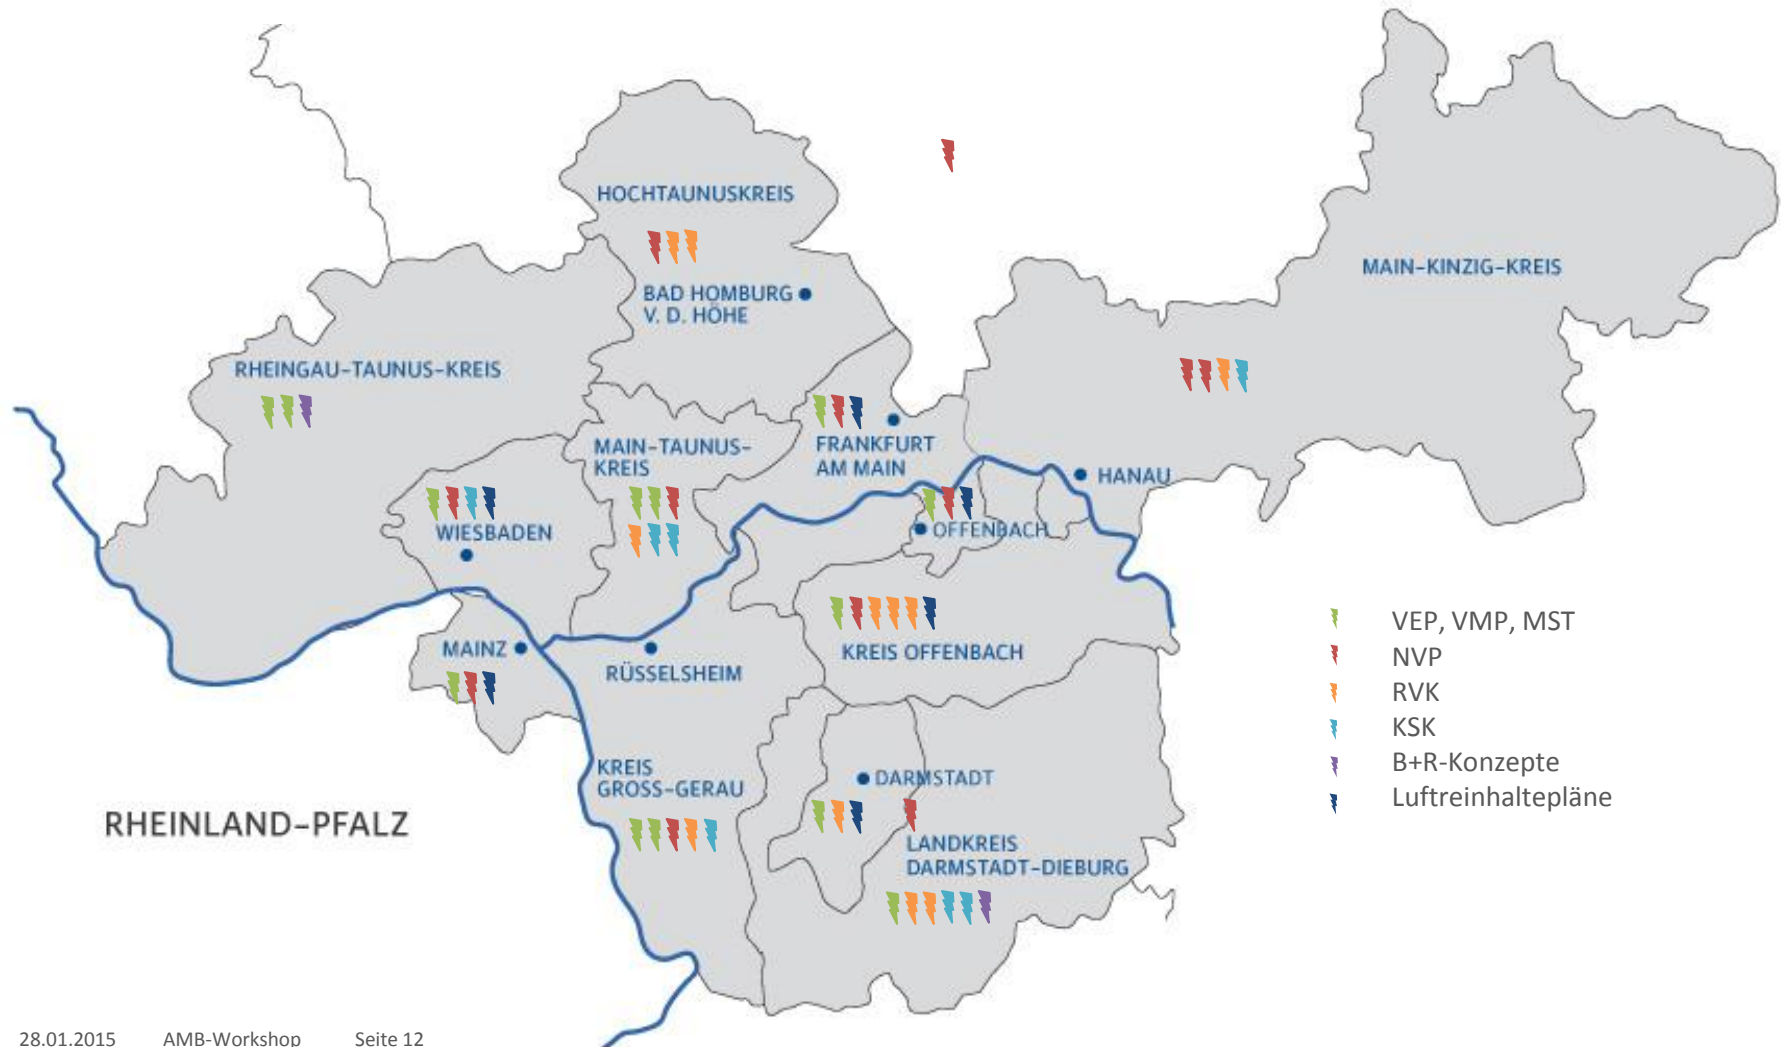 HOCHTAUNUSKREIS
BAD HOMBURG
V. D. HÖHE
MAIN-KINZIG-KREIS
RHEINGAU-TAUNUS-KREIS
MAIN-TAUNUS-
KREIS
FRANKFURT
AM MAIN
HANAU
WIESBADEN
OFFENBACH
MAINZ
RÜSSELSHEIM
KREIS OFFENBACH
KREIS
GROSS-GERAU
DARMSTADT
LANDKREIS
DARMSTADT-DIEBURG
RHEINLAND-PFALZ
VEP, VMP, MST
NVP
RVK
KSK
B+R-Konzepte
Luftreinhaltepläne
28.01.2015 AMB-Workshop Seite 12